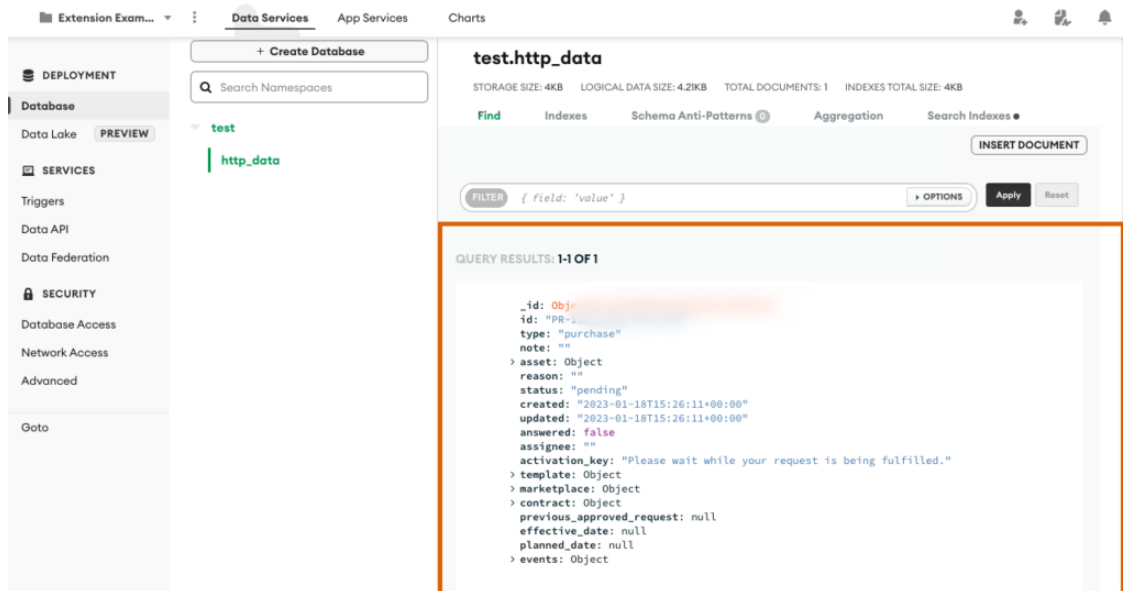 Extension Exam... Data Services App Services Charts
DEPLOYMENT
Database
Data Lake PREVIEW
SERVICES
Triggers
Data API
Data Federation
SECURITY
Database Access
Network Access
Advanced
Goto
+ Create Database
Search Namespaces
test
http_data
test.http_data
STORAGE SIZE: 4KB LOGICAL DATA SIZE: 4.21KB TOTAL DOCUMENTS: 1 INDEXES TOTAL SIZE: 4KB
Find Indexes Schema Anti-Patterns 0 Aggregation Search Indexes
INSERT DOCUMENT
FILTER { field: 'value' } OPTIONS Apply Reset
QUERY RESULTS: 1-1 OF 1
_id:
id: "PR-
type: "purchase"
note: ""
> asset: Object
reason: ""
status: "pending"
created: "2023-01-18T15:26:11+00:00"
updated: "2023-01-18T15:26:11+00:00"
answered: false
assignee: ""
activation_key: "Please wait while your request is being fulfilled."
> template: Object
> marketplace: Object
> contract: Object
previous_approved_request: null
effective_date: null
planned_date: null
> events: Object